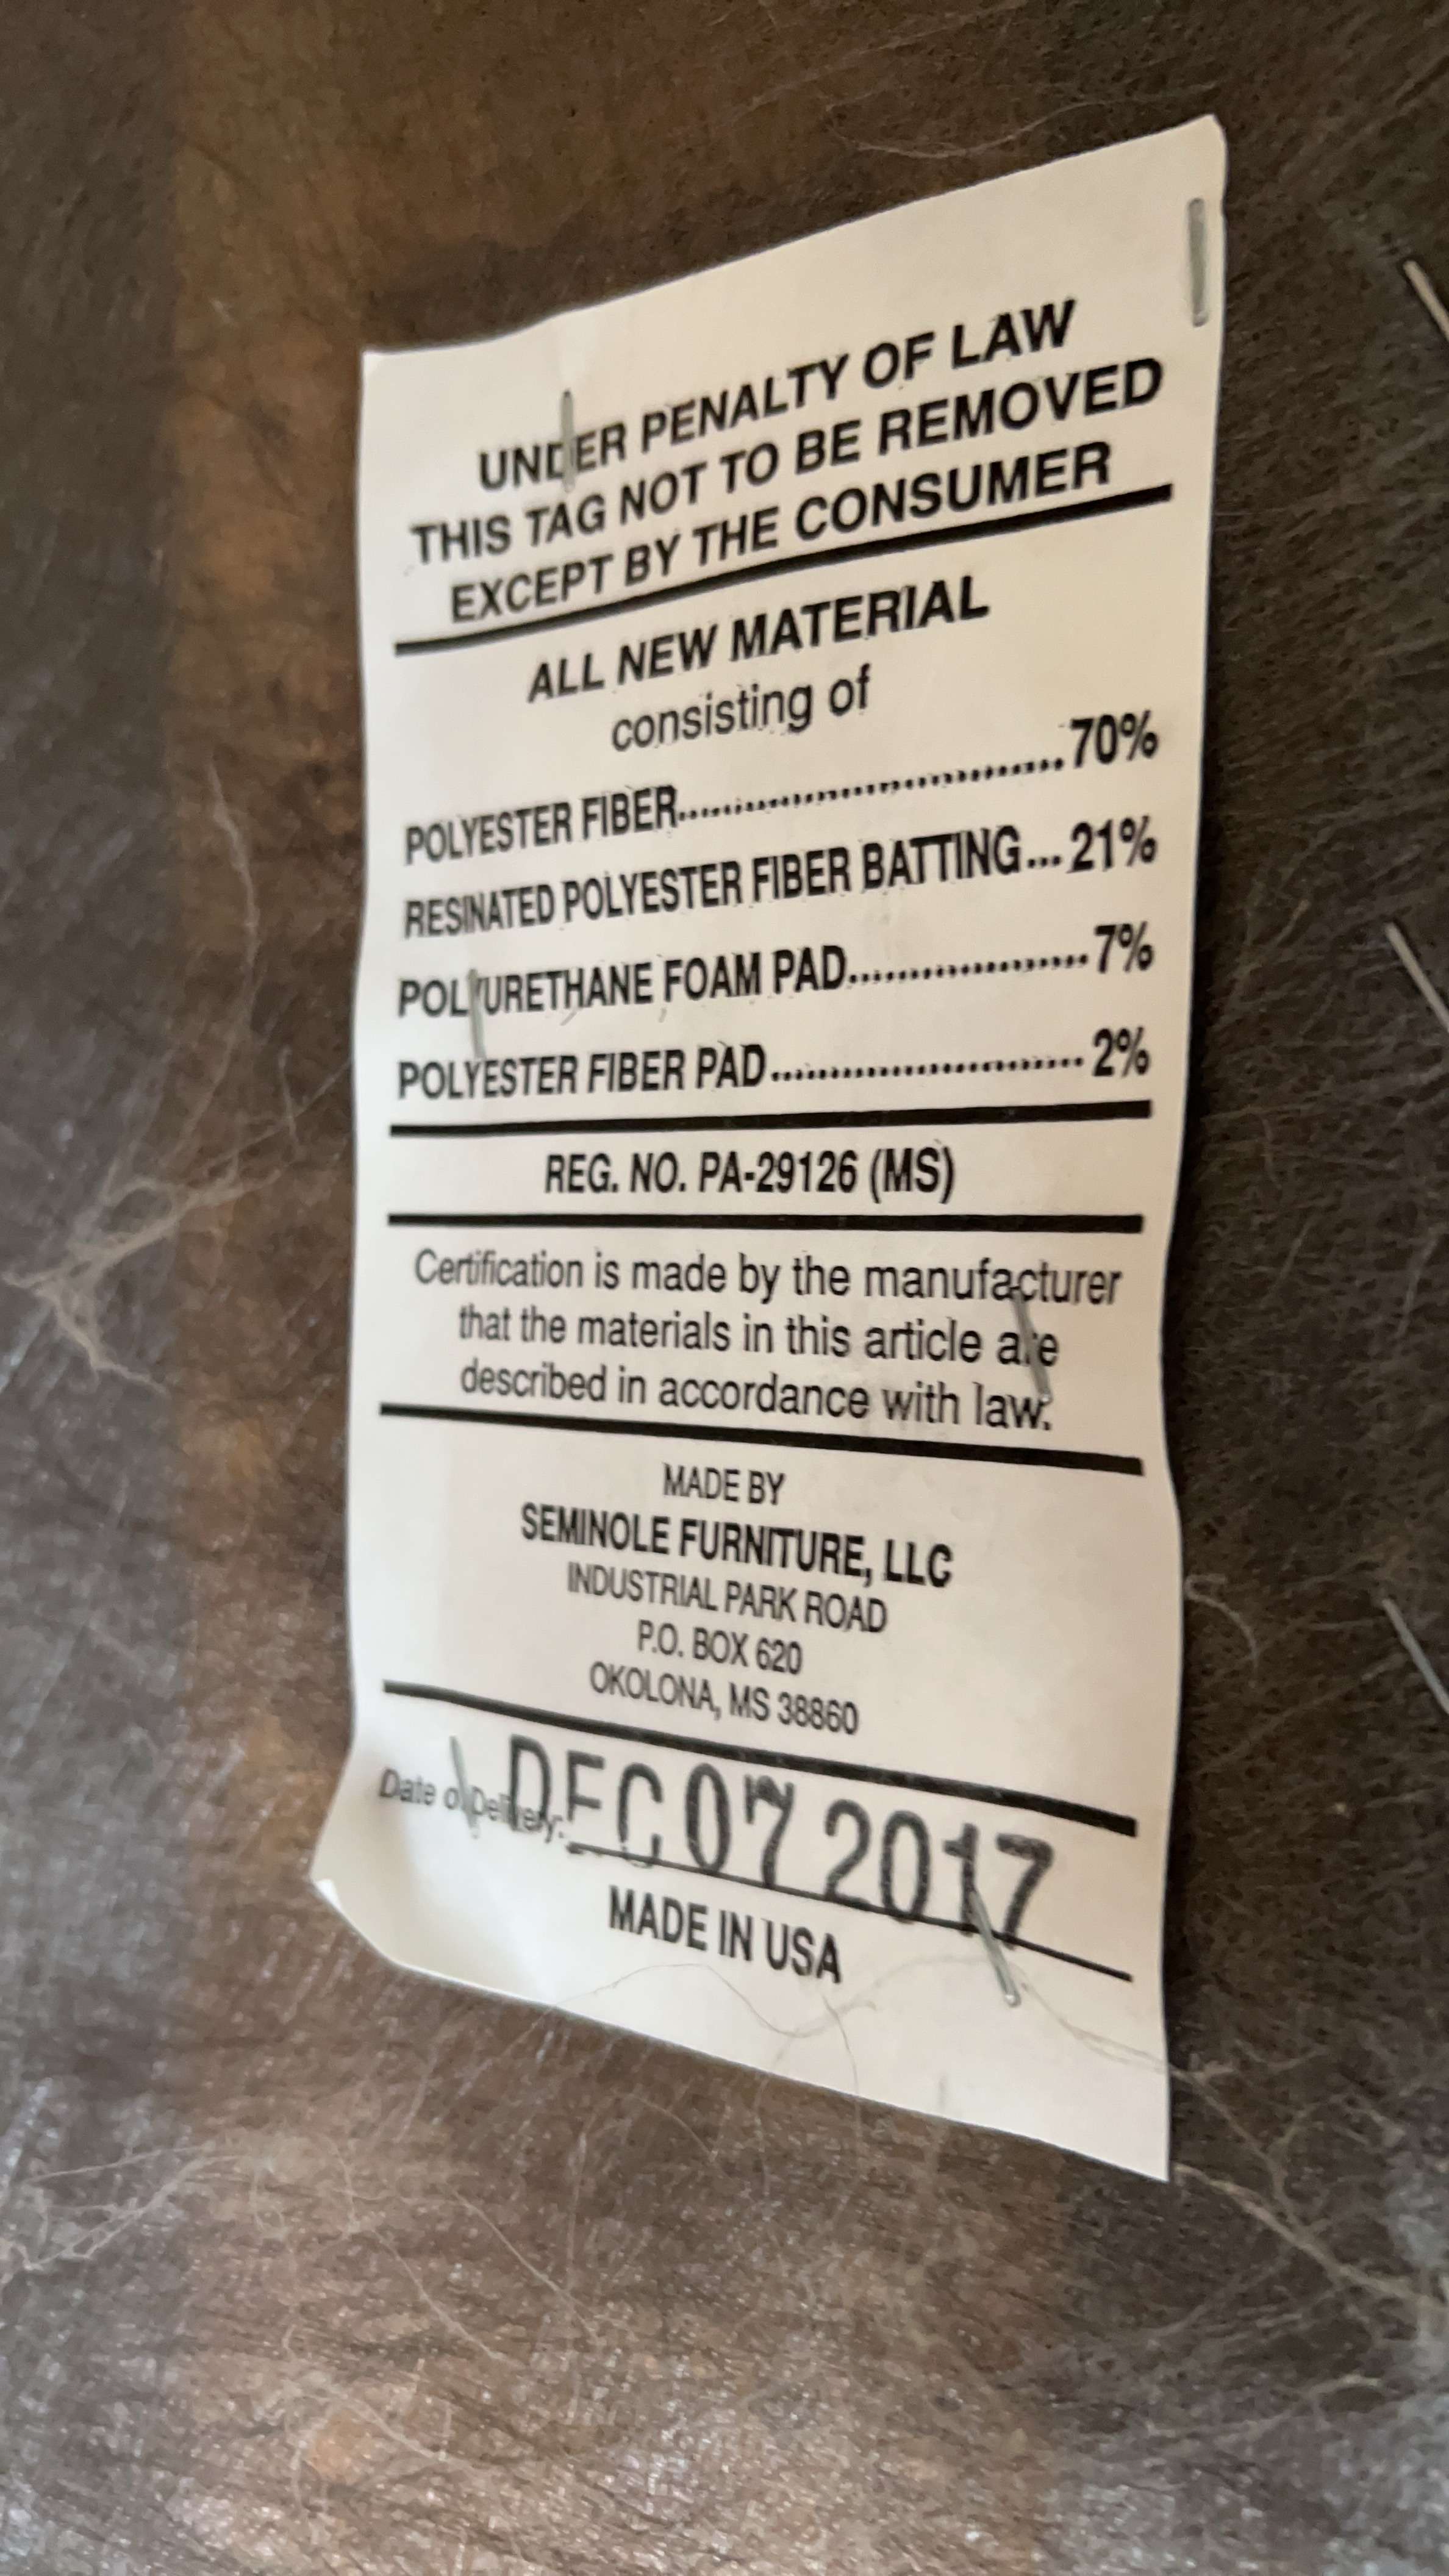 UNDER PENALTY OF LAW
THIS TAG NOT TO BE REMOVED
EXCEPT BY THE CONSUMER
ALL NEW MATERIAL
consisting of
POLYESTER FIBER..............................70%
RESINATED POLYESTER FIBER BATTING...21%
POLYURETHANE FOAM PAD....................7%
POLYESTER FIBER PAD..........................2%
REG. NO. PA-29126 (MS)
Certification is made by the manufacturer
that the materials in this article are
described in accordance with law.
MADE BY
SEMINOLE FURNITURE, LLC
INDUSTRIAL PARK ROAD
P.O. BOX 620
OKOLONA, MS 38860
Date of Delivery: DEC 07 2017
MADE IN USA